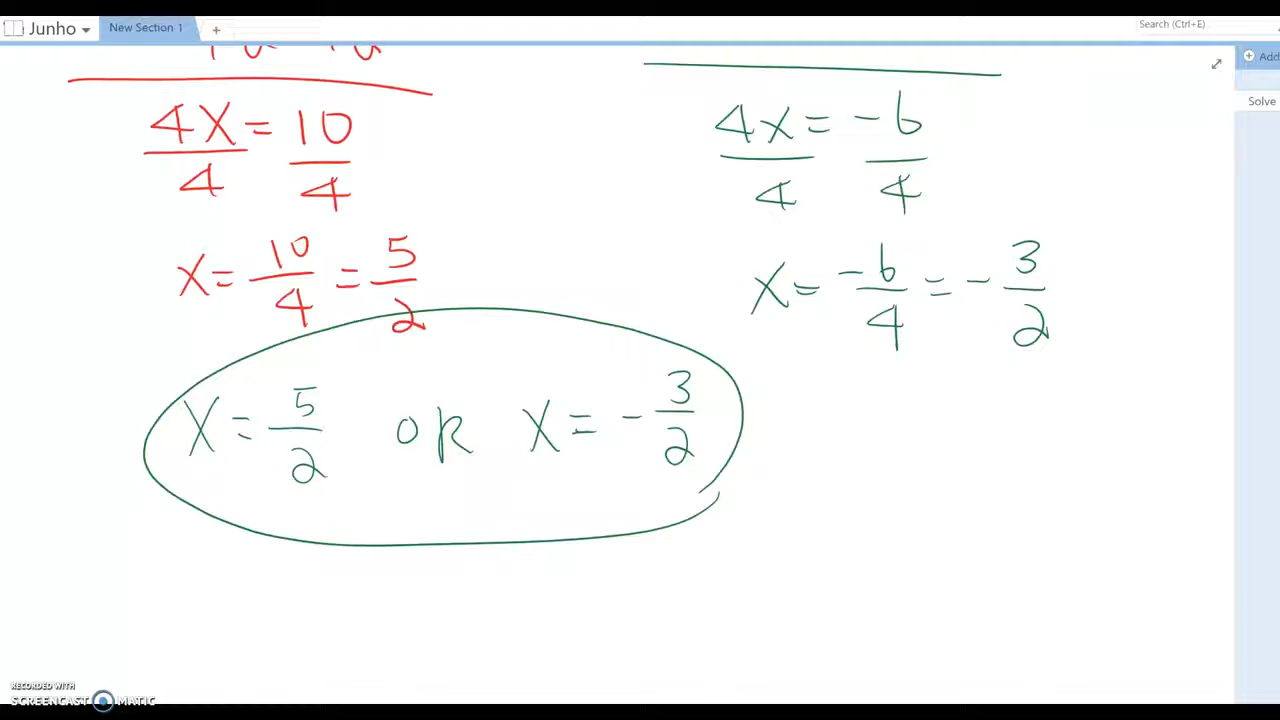 Junho
New Section 1
+
Search (Ctrl+E)
Add
Solve
4X = 10
4 4
X = 10/4 = 5/2
4X = -6
4 4
X = -6/4 = - 3/2
X = 5/2 OR X = - 3/2
RECORDED WITH
SCREENCAST MATIC